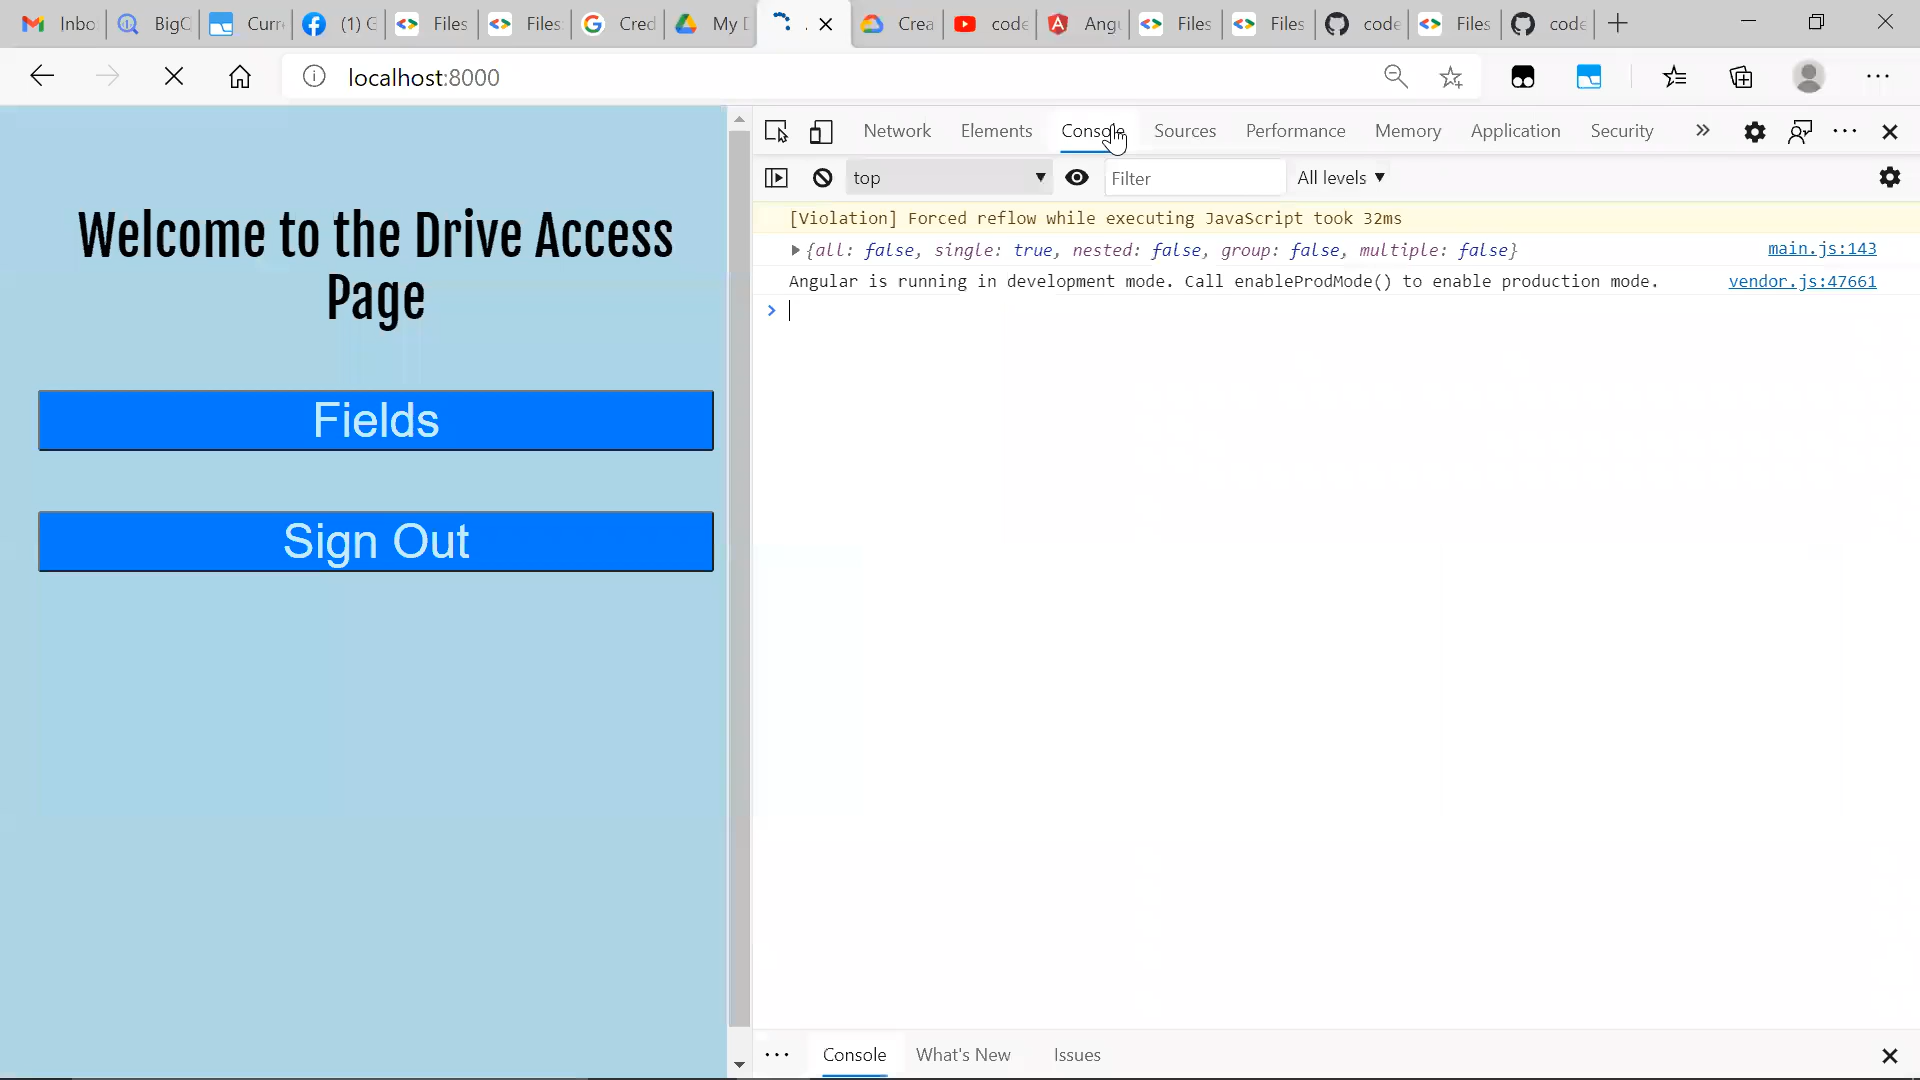 Inbo
BigQ
Curr
(1) G
Files
Files
Cred
My D
Crea
code
Angu
Files
Files
code
Files
code
localhost:8000
Welcome to the Drive Access
Page
Fields
Sign Out
Network Elements Console Sources Performance Memory Application Security
top Filter All levels ▼
[Violation] Forced reflow while executing JavaScript took 32ms
{all: false, single: true, nested: false, group: false, multiple: false} main.js:143
Angular is running in development mode. Call enableProdMode() to enable production mode. vendor.js:47661
Console What's New Issues